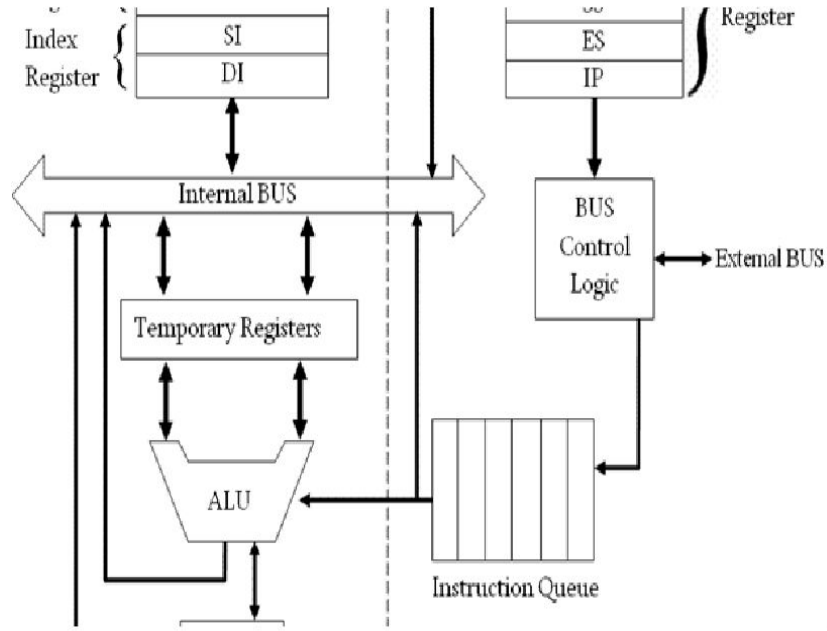 Index
Register
SI
DI
ES
IP
Register
Internal BUS
BUS
Control
Logic
External BUS
Temporary Registers
ALU
Instruction Queue